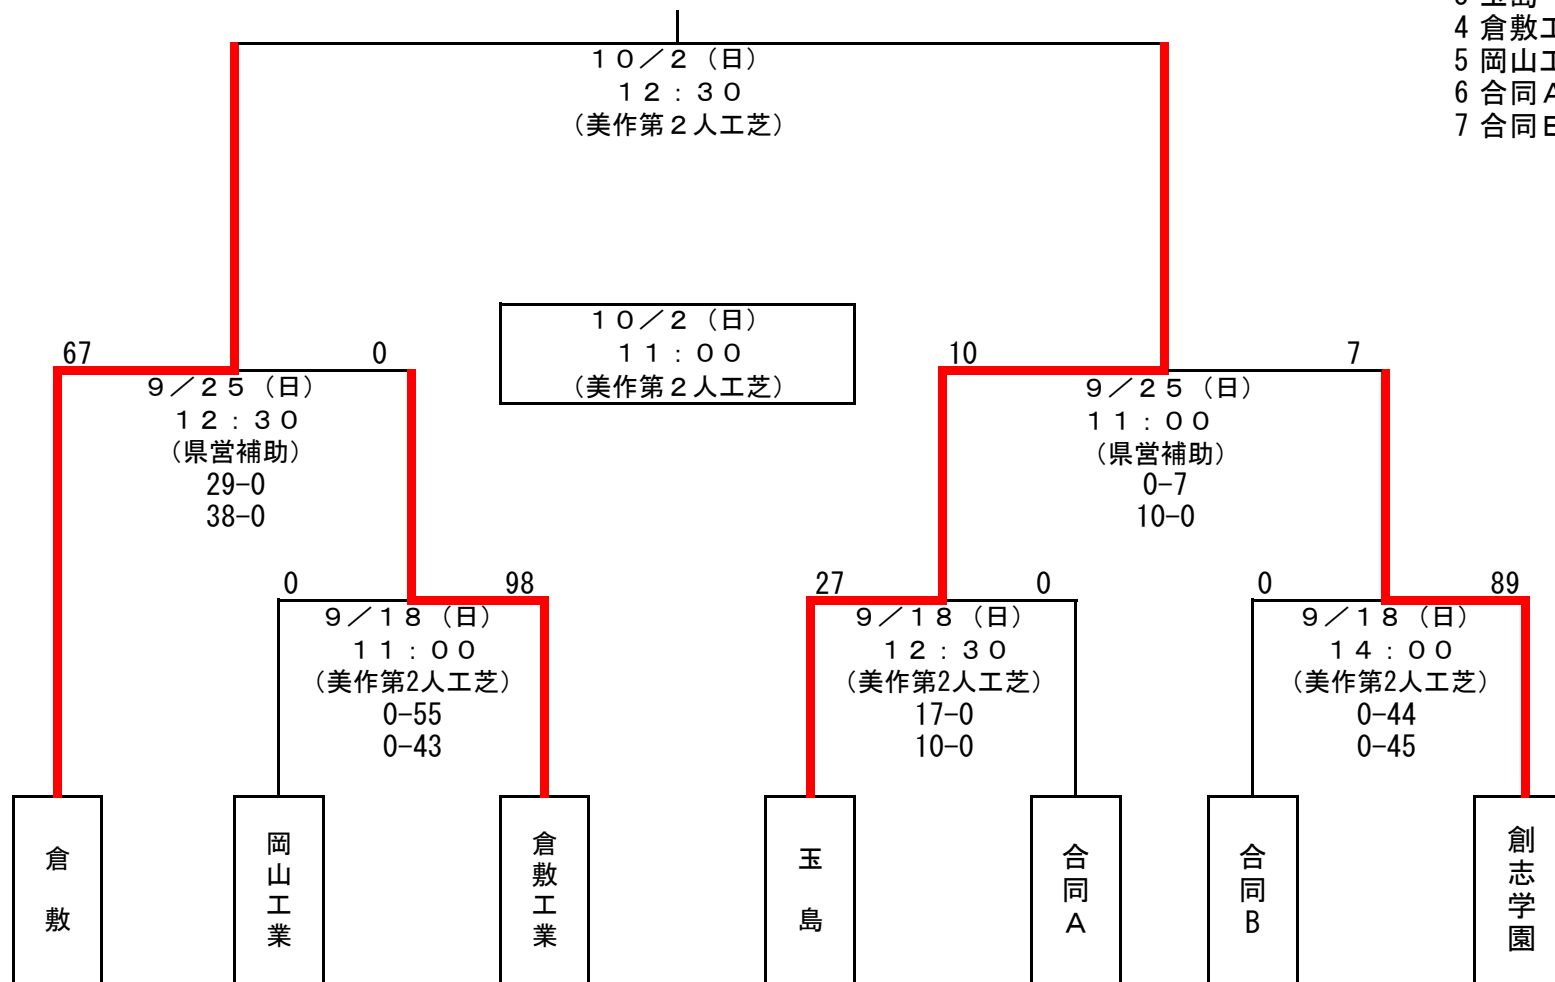 4 倉敷工
5 岡山工
6 合同A
7 合同
10/2(日)
12:30
(美作第2人工芝)
10/2(日)
11:00
(美作第2人工芝)
67
0
9/25(日)
12:30
(県営補助)
29-0
38-0
10
7
9/25(日)
11:00
(県営補助)
0-7
10-0
0
98
9/18(日)
11:00
(美作第2人工芝)
0-55
0-43
27
0
9/18(日)
12:30
(美作第2人工芝)
17-0
10-0
0
89
9/18(日)
14:00
(美作第2人工芝)
0-44
0-45
倉敷
岡山工業
倉敷工業
玉島
合同A
合同B
創志学園